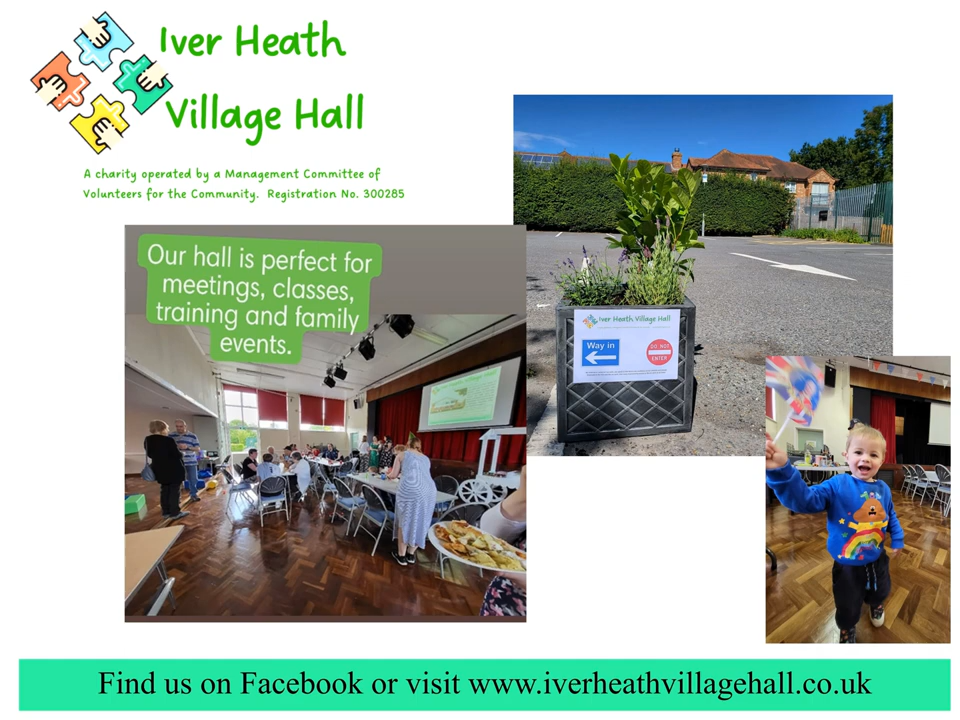 Iver Heath
Village Hall
A charity operated by a Management Committee of
Volunteers for the Community. Registration No. 300285
Our hall is perfect for
meetings, classes,
training and family
events.
Iver Heath Village Hall
Way in
DO NOT
ENTER
Find us on Facebook or visit www.iverheathvillagehall.co.uk